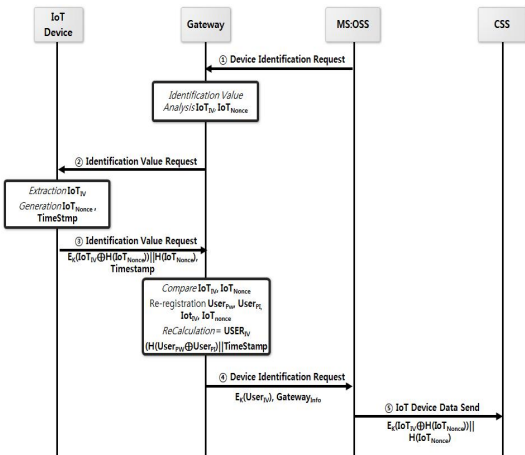 IoT
Device
Gateway
MS:OSS
CSS
① Device Identification Request
Identification Value
Analysis IoT_IV, IoT_Nonce
② Identification Value Request
Extraction IoT_IV
Generation IoT_Nonce,
TimeStmp
③ Identification Value Request
E_K(IoT_IV⊕H(IoT_Nonce))||H(IoT_Nonce),
Timestamp
Compare IoT_IV, IoT_Nonce
Re-registration User_Pw, User_PI,
Iot_IV, IoT_nonce
ReCalculation = USER_IV
(H(User_PW⊕User_PI)||TimeStamp
④ Device Identification Request
E_K(User_IV), Gateway_Info
⑤ IoT Device Data Send
E_K(IoT_IV⊕H(IoT_Nonce))||
H(IoT_Nonce)